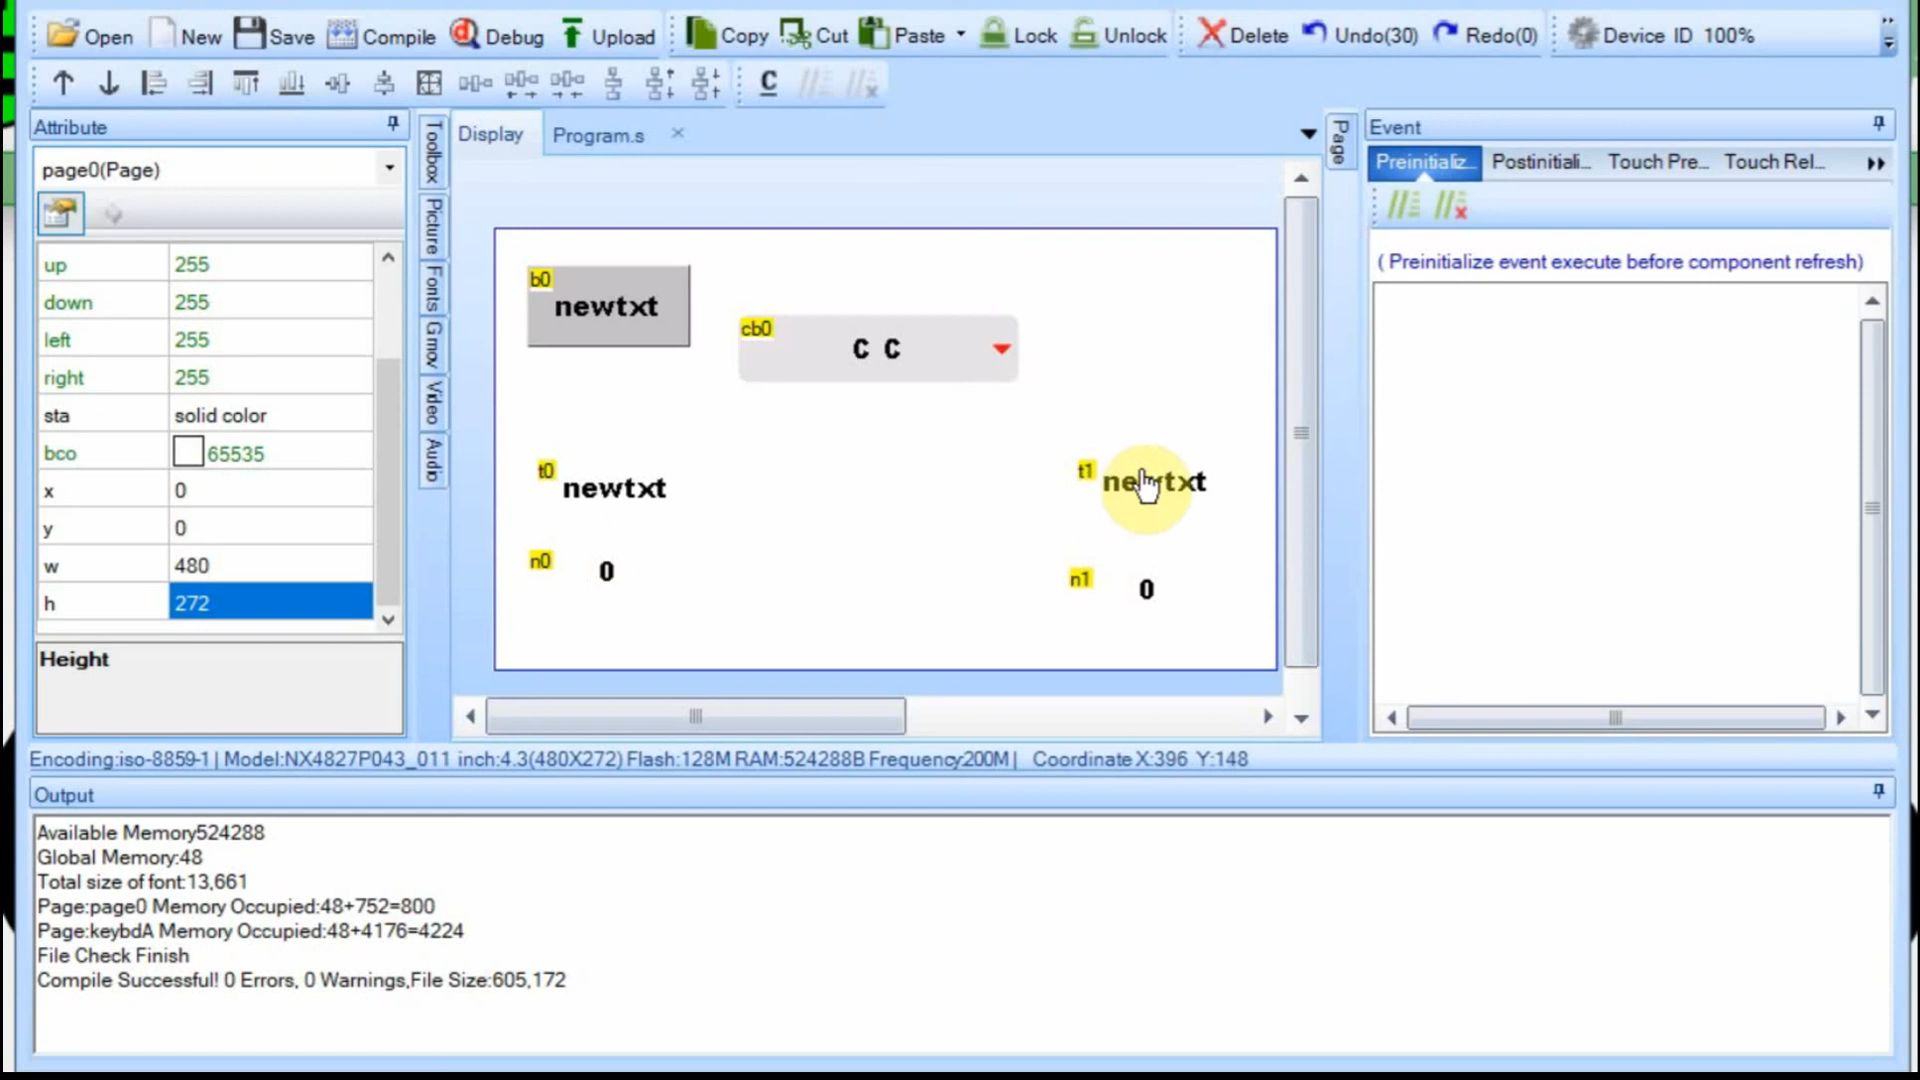 Open New Save Compile Debug Upload Copy Cut Paste Lock Unlock Delete Undo(30) Redo(0) Device ID 100%
C
Attribute
page0(Page)
up 255
down 255
left 255
right 255
sta solid color
bco 65535
x 0
y 0
w 480
h 272
Height
Toolbox
Picture
Fonts
Gmov
Video
Audio
Display Program.s
b0 newtxt
cb0 C C
t0 newtxt
t1 newtxt
n0 0
n1 0
Page
Event
Preinitializ... Postinitiali... Touch Pre... Touch Rel...
( Preinitialize event execute before component refresh)
Encoding:iso-8859-1 | Model:NX4827P043_011 inch:4.3(480X272) Flash:128M RAM:524288B Frequency200M | Coordinate X:396 Y:148
Output
Available Memory524288
Global Memory:48
Total size of font:13,661
Page:page0 Memory Occupied:48+752=800
Page:keybdA Memory Occupied:48+4176=4224
File Check Finish
Compile Successful! 0 Errors, 0 Warnings,File Size:605,172